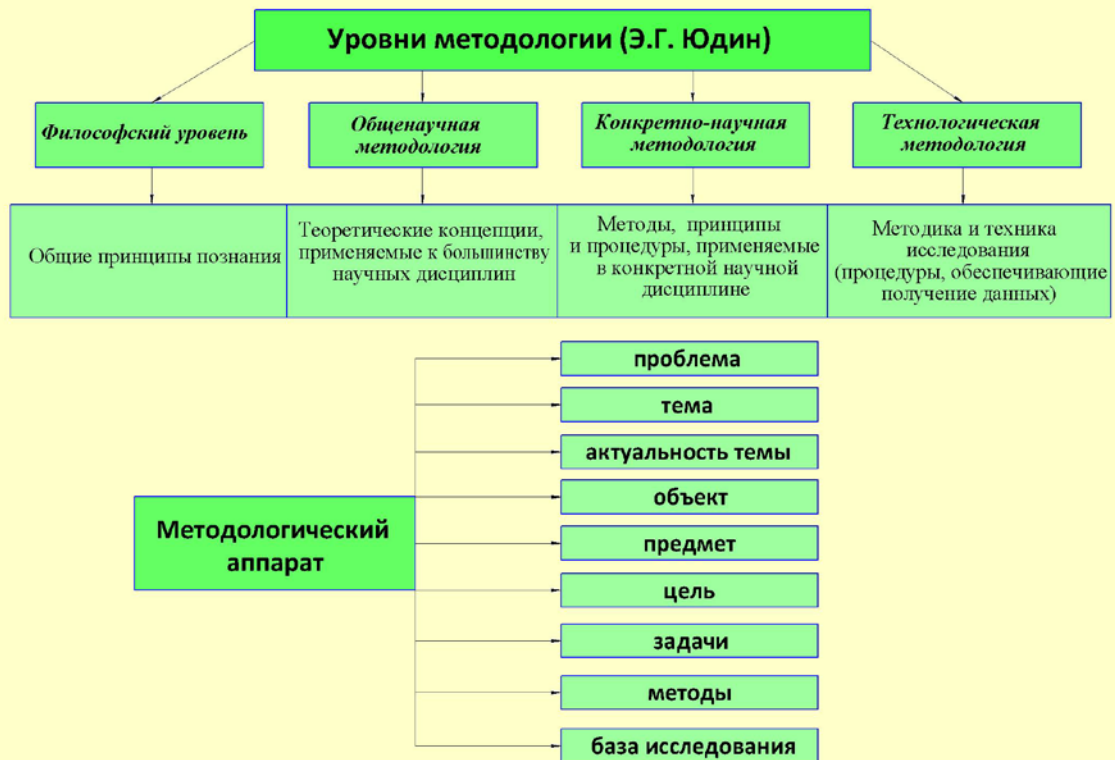 Уровни методологии (Э.Г. Юдин)
Философский уровень
Общенаучная
методология
Конкретно-научная
методология
Технологическая
методология
Общие принципы познания
Теоретические концепции,
применяемые к большинству
научных дисциплин
Методы, принципы
и процедуры, применяемые
в конкретной научной
дисциплине
Методика и техника
исследования
(процедуры, обеспечивающие
получение данных)
Методологический
аппарат
проблема
тема
актуальность темы
объект
предмет
цель
задачи
методы
база исследования